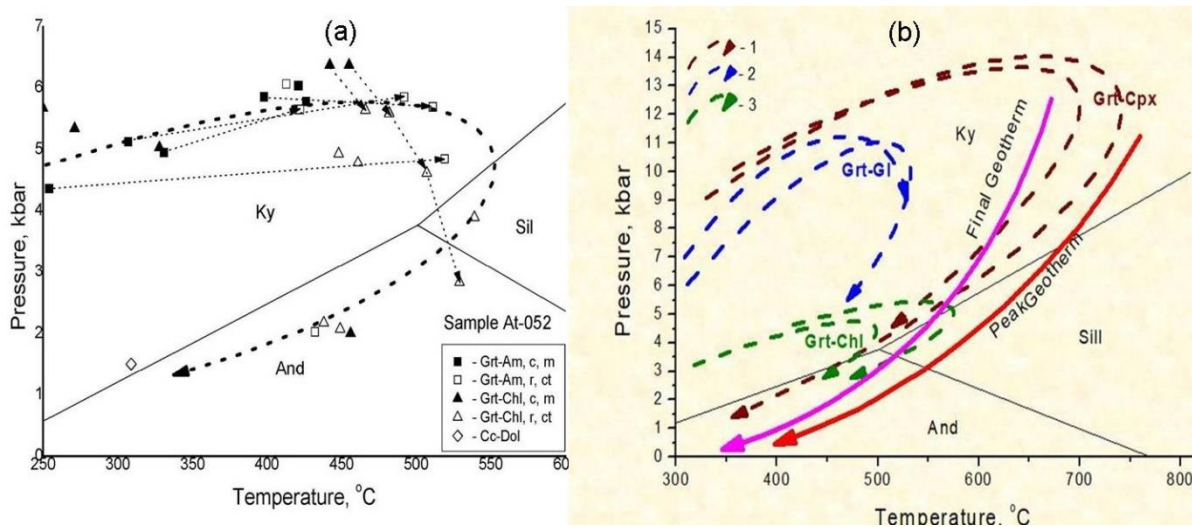 (a)
7
6
5
4
3
2
1
0
Pressure, kbar
Ky
Sil
And
Sample At-052
- Grt-Am, c, m
- Grt-Am, r, ct
- Grt-Chl, c, m
- Grt-Chl, r, ct
- Cc-Dol
250 300 350 400 450 500 550 60
Temperature, °C
(b)
15
14
13
12
11
10
9
8
7
6
5
4
3
2
1
0
Pressure, kbar
- 1
- 2
- 3
Grt-Cpx
Ky
Grt-Gl
Final Geotherm
Peak Geotherm
Grt-Chl
Sill
And
300 400 500 600 700 800
Temperature, °C